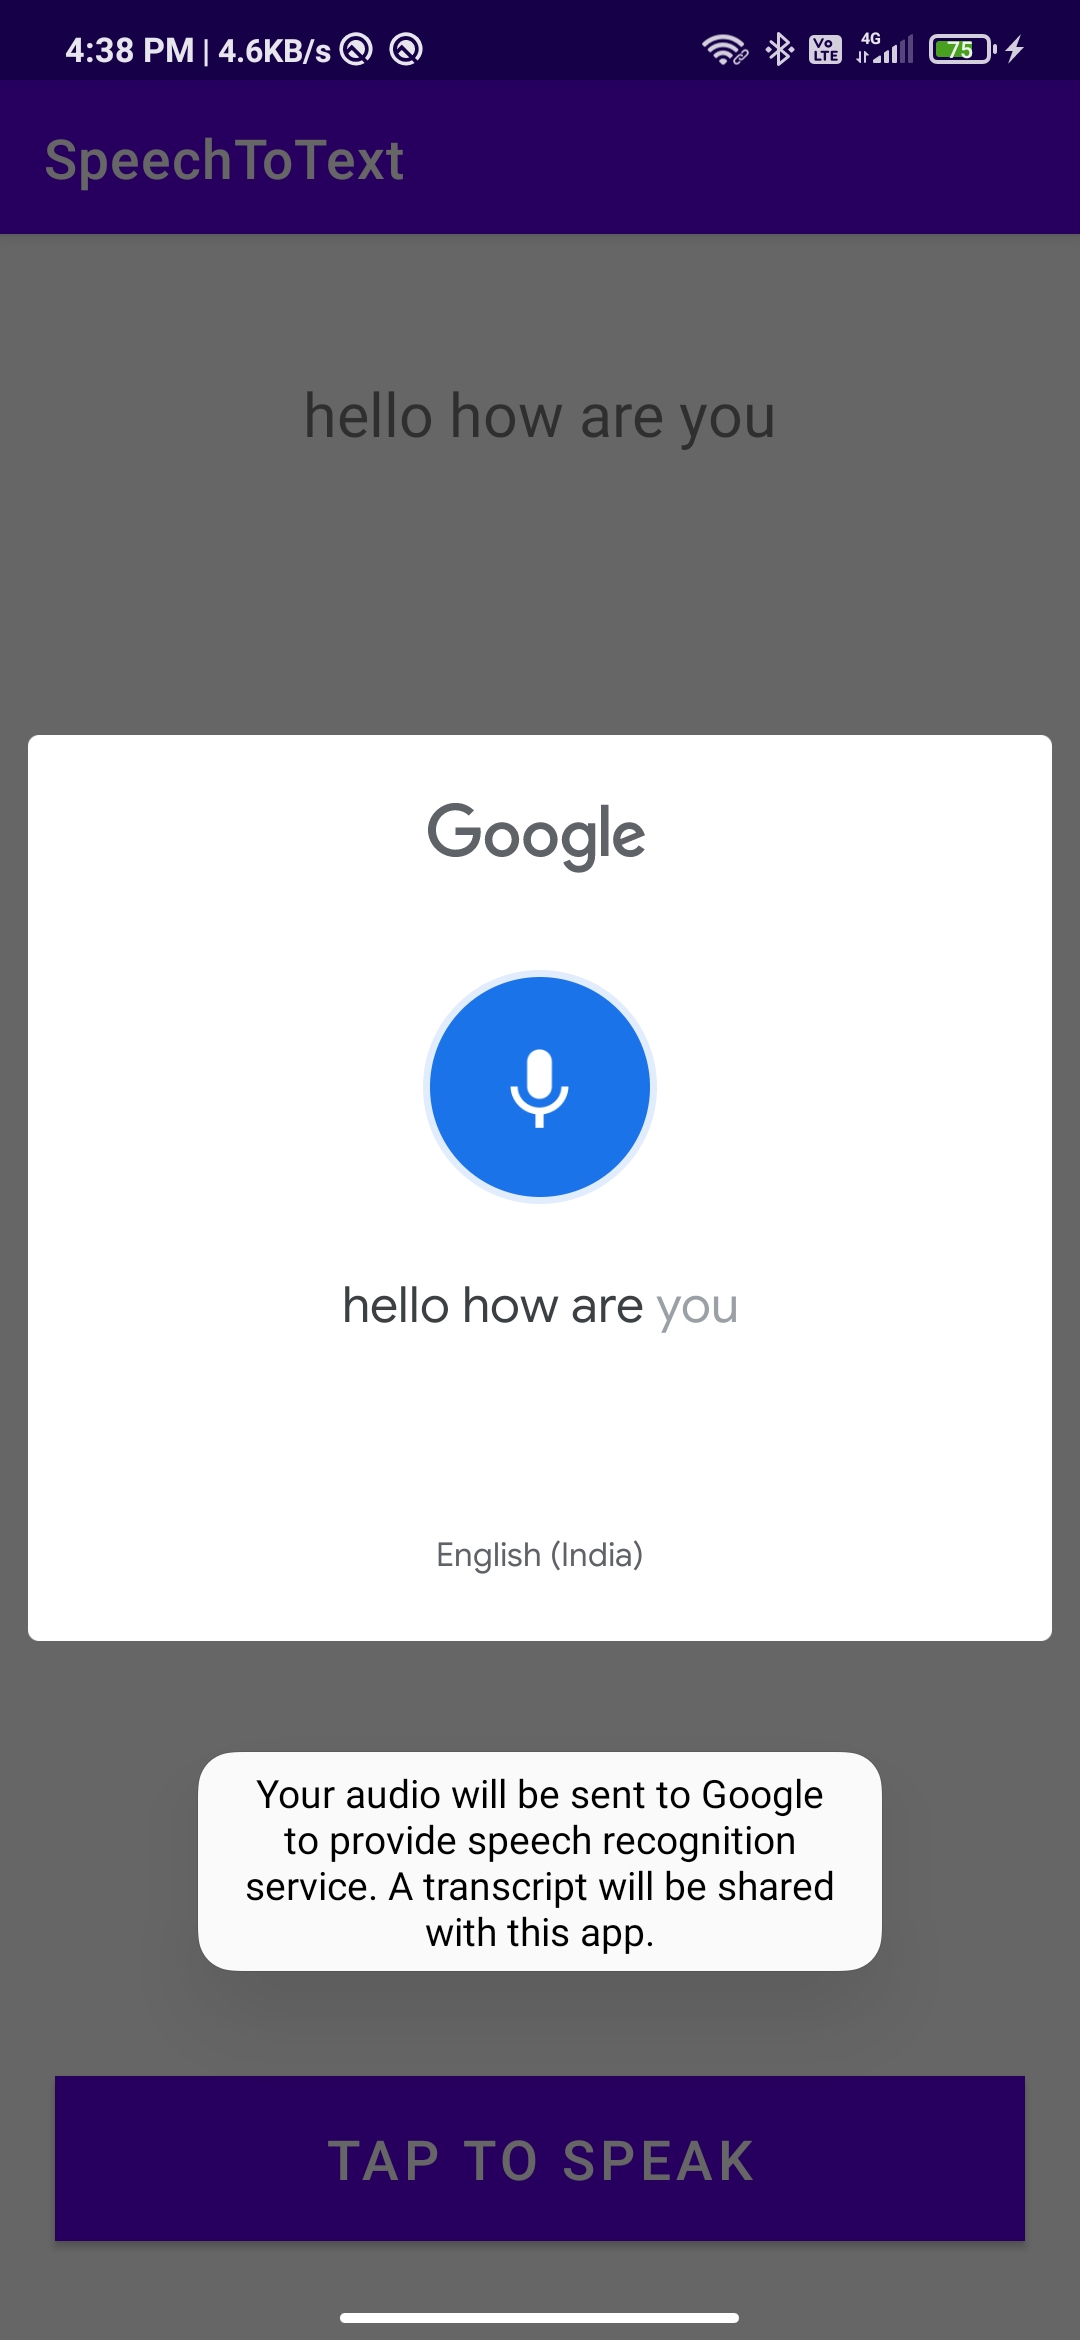 4:38 PM | 4.6KB/s VoLTE 4G 75
SpeechToText
hello how are you
Google
hello how are you
English (India)
Your audio will be sent to Google
to provide speech recognition
service. A transcript will be shared
with this app.
TAP TO SPEAK